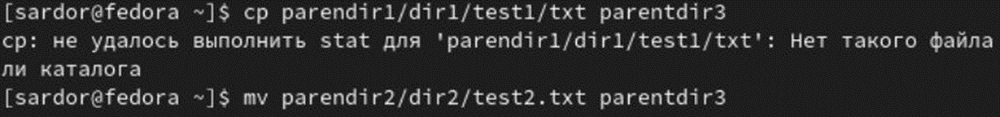 [sardor@fedora ~]$ cp parendir1/dir1/test1/txt parentdir3
cp: не удалось выполнить stat для 'parendir1/dir1/test1/txt': Нет такого файла
ли каталога
[sardor@fedora ~]$ mv parendir2/dir2/test2.txt parentdir3